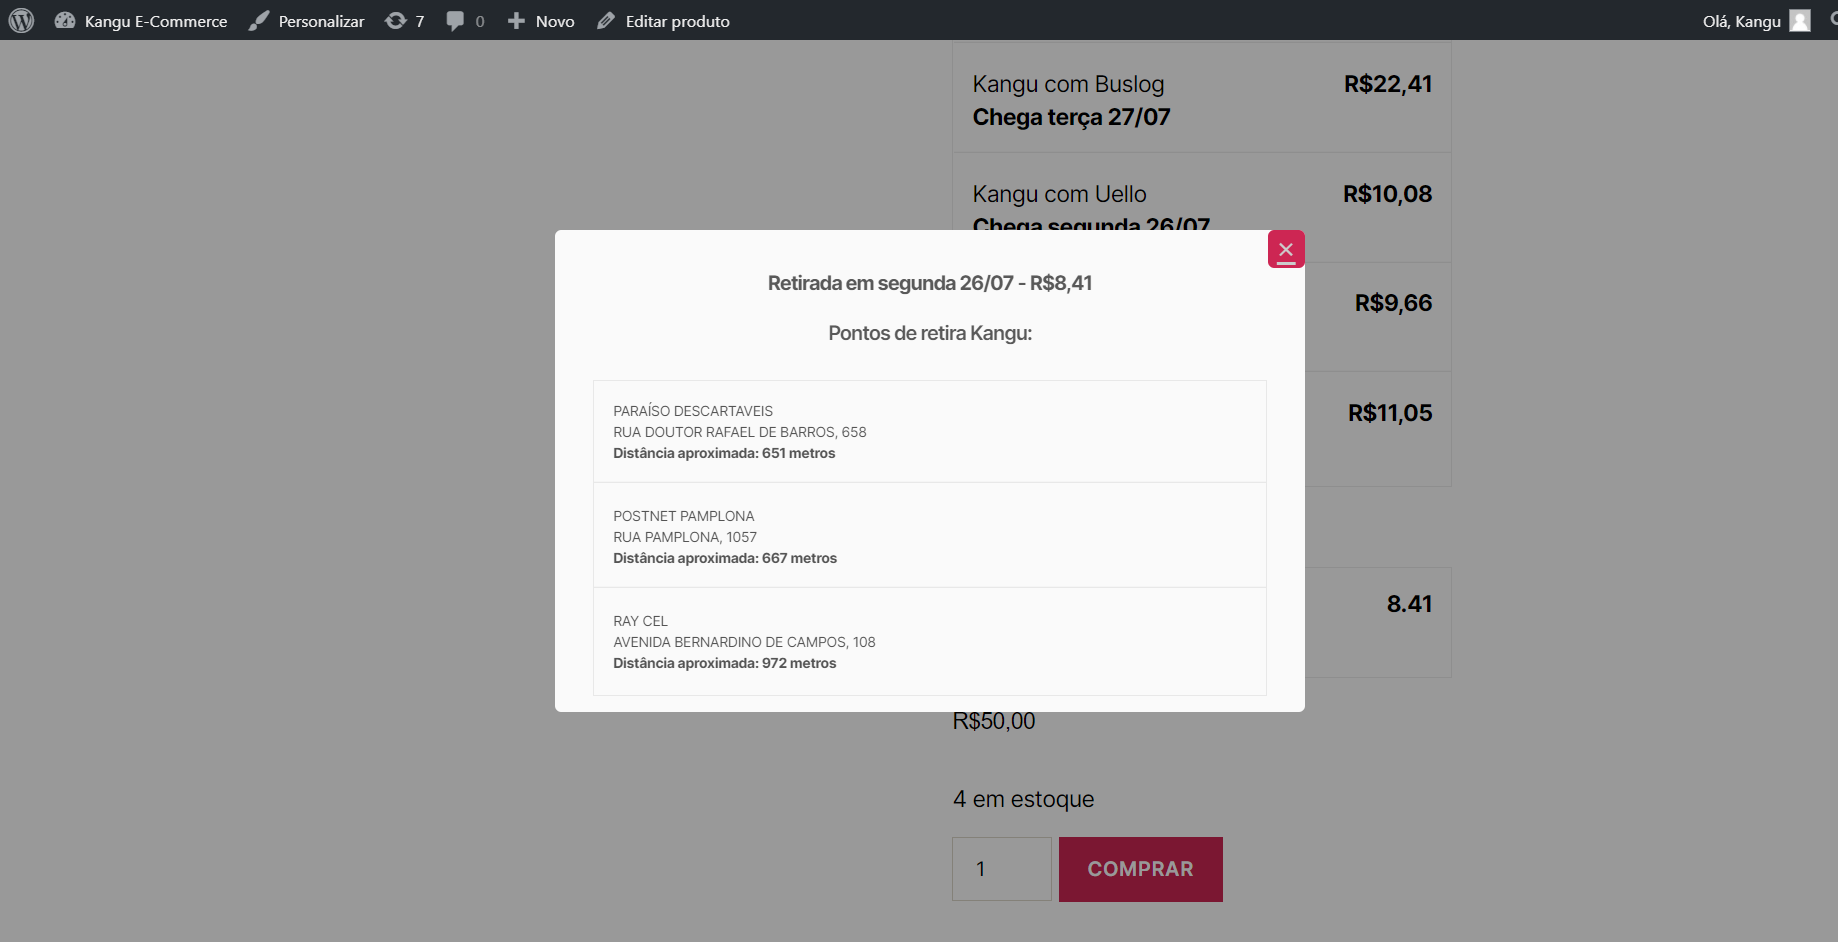 Kangu E-Commerce Personalizar 7 0 Novo Editar produto Olá, Kangu
Kangu com Buslog R$22,41
Chega terça 27/07
Kangu com Uello R$10,08
Chega segunda 26/07
R$9,66
R$11,05
8.41
Retirada em segunda 26/07 - R$8,41
Pontos de retira Kangu:
PARAÍSO DESCARTAVEIS
RUA DOUTOR RAFAEL DE BARROS, 658
Distância aproximada: 651 metros
POSTNET PAMPLONA
RUA PAMPLONA, 1057
Distância aproximada: 667 metros
RAY CEL
AVENIDA BERNARDINO DE CAMPOS, 108
Distância aproximada: 972 metros
R$50,00
4 em estoque
1 COMPRAR